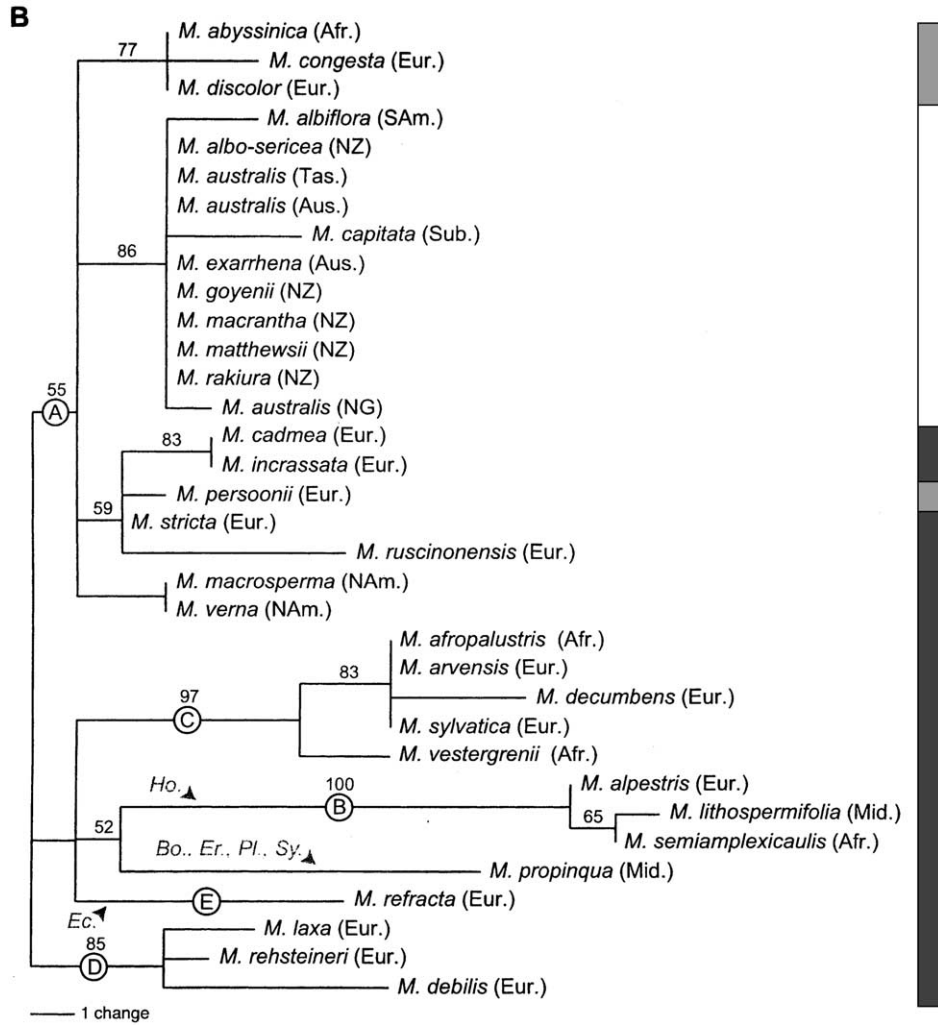 B
M. abyssinica (Afr.)
77
M. congesta (Eur.)
M. discolor (Eur.)
M. albiflora (SAm.)
M. albo-sericea (NZ)
M. australis (Tas.)
M. australis (Aus.)
M. capitata (Sub.)
86
M. exarrhena (Aus.)
M. goyenii (NZ)
M. macrantha (NZ)
M. matthewsii (NZ)
M. rakiura (NZ)
55
A
M. australis (NG)
M. cadmea (Eur.)
83
M. incrassata (Eur.)
M. persoonii (Eur.)
59
M. stricta (Eur.)
M. ruscinonensis (Eur.)
M. macrosperma (NAm.)
M. verna (NAm.)
M. afropalustris (Afr.)
M. arvensis (Eur.)
83
M. decumbens (Eur.)
97
C
M. sylvatica (Eur.)
M. vestergrenii (Afr.)
Ho.
100
B
M. alpestris (Eur.)
M. lithospermifolia (Mid.)
65
52
M. semiamplexicaulis (Afr.)
Bo., Er., Pl., Sy.
M. propinqua (Mid.)
E
M. refracta (Eur.)
Ec.
M. laxa (Eur.)
85
D
M. rehsteineri (Eur.)
M. debilis (Eur.)
1 change